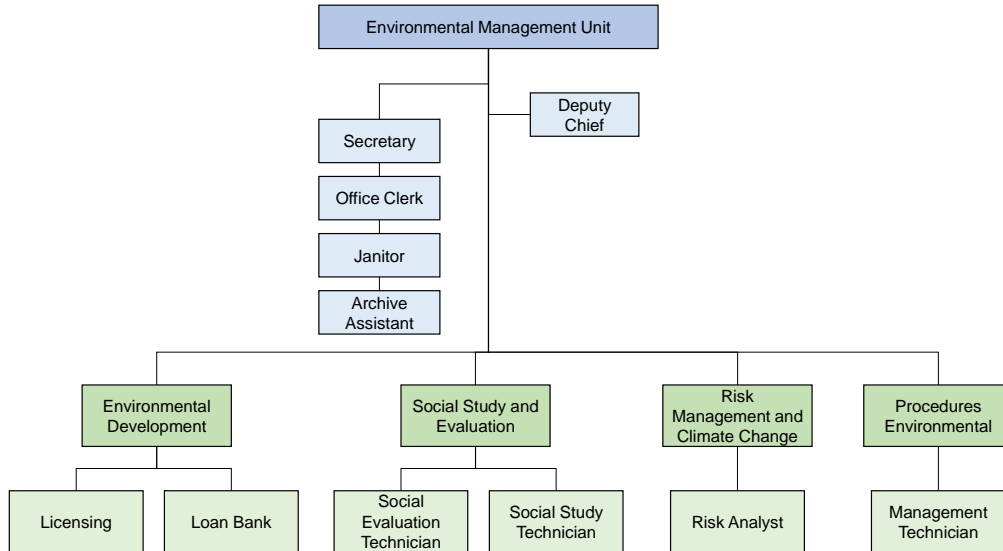 Environmental Management Unit
Deputy
Chief
Secretary
Office Clerk
Janitor
Archive
Assistant
Environmental
Development
Social Study and
Evaluation
Risk
Management and
Climate Change
Procedures
Environmental
Licensing
Loan Bank
Social
Evaluation
Technician
Social Study
Technician
Risk Analyst
Management
Technician